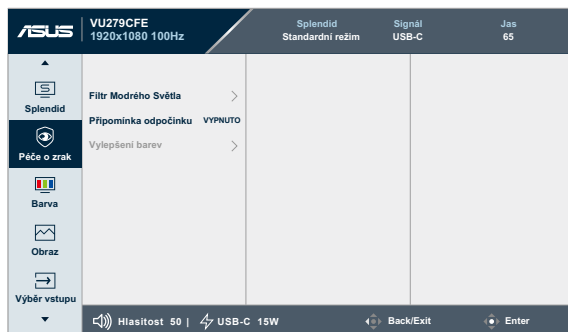 ASUS
VU279CFE
1920x1080 100Hz
Splendid
Standardní režim
Signál
USB-C
Jas
65
S
Splendid
Péče o zrak
Barva
Obraz
Výběr vstupu
Filtr Modrého Světla
Připomínka odpočinku VYPNUTO
Vylepšení barev
Hlasitost 50 | USB-C 15W
Back/Exit
Enter